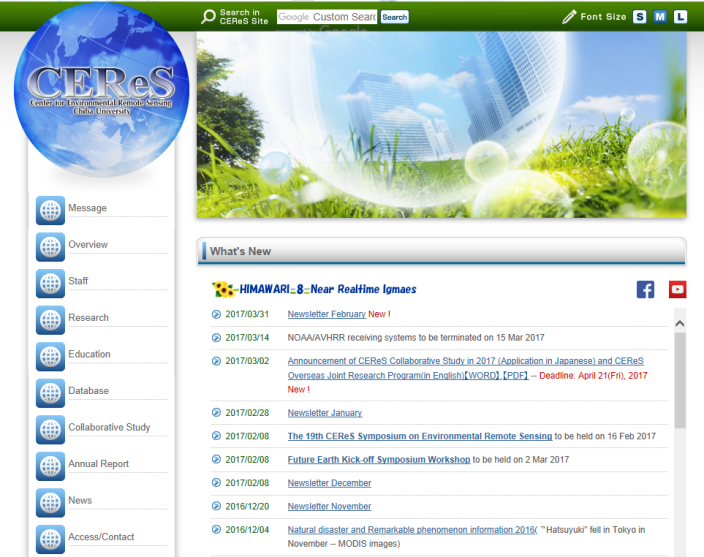 Search in
CEReS Site
Google Custom Searc
Search
Font Size S M L
CEReS
Center for Environmental Remote Sensing
Chiba University
Message
Overview
Staff
Research
Education
Database
Collaborative Study
Annual Report
News
Access/Contact
What's New
HIMAWARI-8-Near Realtime Igmaes
2017/03/31 Newsletter February New !
2017/03/14 NOAA/AVHRR receiving systems to be terminated on 15 Mar 2017
2017/03/02 Announcement of CEReS Collaborative Study in 2017 (Application in Japanese) and CEReS
Overseas Joint Research Program(in English)【WORD】,【PDF】 -- Deadline: April 21(Fri), 2017
New !
2017/02/28 Newsletter January
2017/02/08 The 19th CEReS Symposium on Environmental Remote Sensing to be held on 16 Feb 2017
2017/02/08 Future Earth Kick-off Symposium Workshop to be held on 2 Mar 2017
2017/02/08 Newsletter December
2016/12/20 Newsletter November
2016/12/04 Natural disaster and Remarkable phenomenon information 2016( "Hatsuyuki" fell in Tokyo in
November -- MODIS images)